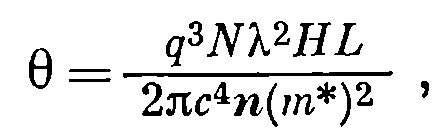 θ = q³Nλ²HL / 2πc⁴n(m*)² ,